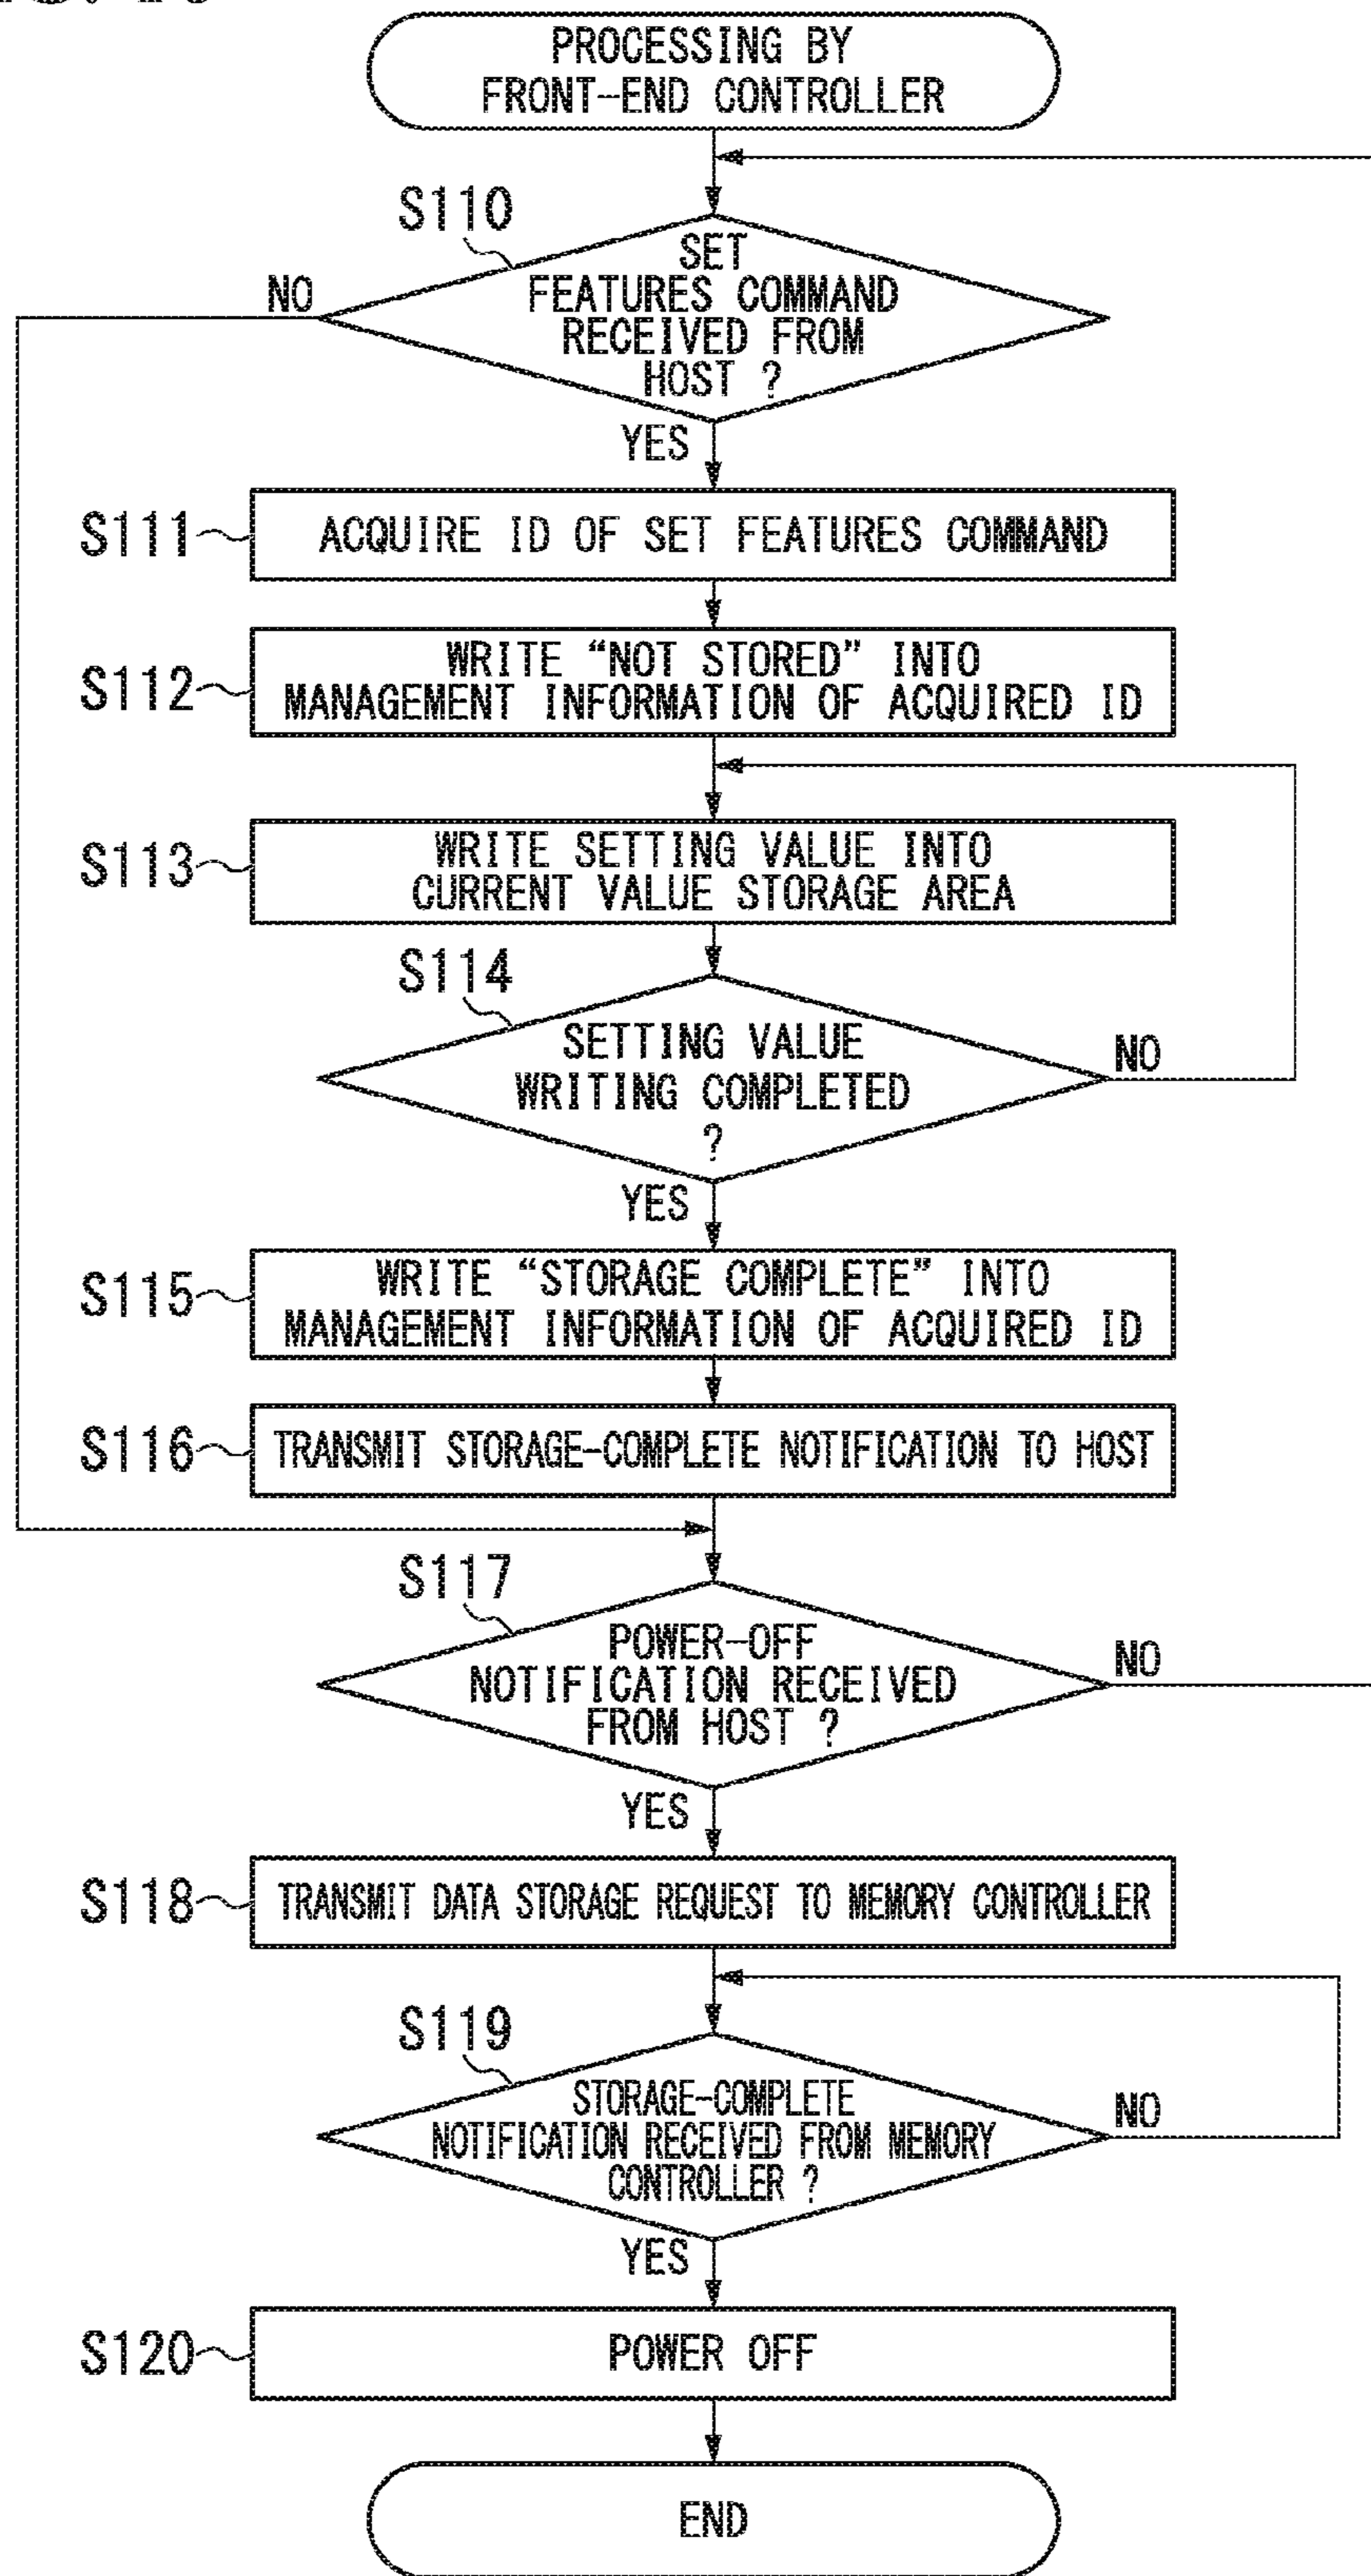 PROCESSING BY
FRONT-END CONTROLLER
S110
SET
FEATURES COMMAND
RECEIVED FROM
HOST ?
NO
YES
S111
ACQUIRE ID OF SET FEATURES COMMAND
S112
WRITE “NOT STORED” INTO
MANAGEMENT INFORMATION OF ACQUIRED ID
S113
WRITE SETTING VALUE INTO
CURRENT VALUE STORAGE AREA
S114
SETTING VALUE
WRITING COMPLETED
?
NO
YES
S115
WRITE “STORAGE COMPLETE” INTO
MANAGEMENT INFORMATION OF ACQUIRED ID
S116
TRANSMIT STORAGE-COMPLETE NOTIFICATION TO HOST
S117
POWER-OFF
NOTIFICATION RECEIVED
FROM HOST ?
NO
YES
S118
TRANSMIT DATA STORAGE REQUEST TO MEMORY CONTROLLER
S119
STORAGE-COMPLETE
NOTIFICATION RECEIVED FROM MEMORY
CONTROLLER ?
NO
YES
S120
POWER OFF
END